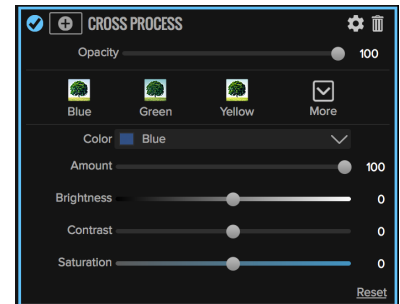 CROSS PROCESS
Opacity 100
Blue Green Yellow More
Color Blue
Amount 100
Brightness 0
Contrast 0
Saturation 0
Reset